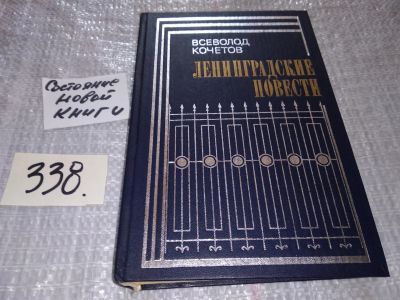 ВСЕВОЛОД
КОЧЕТОВ
ЛЕНИНГРАДСКИЕ
ПОВЕСТИ
Состояние
новой
книги
338.